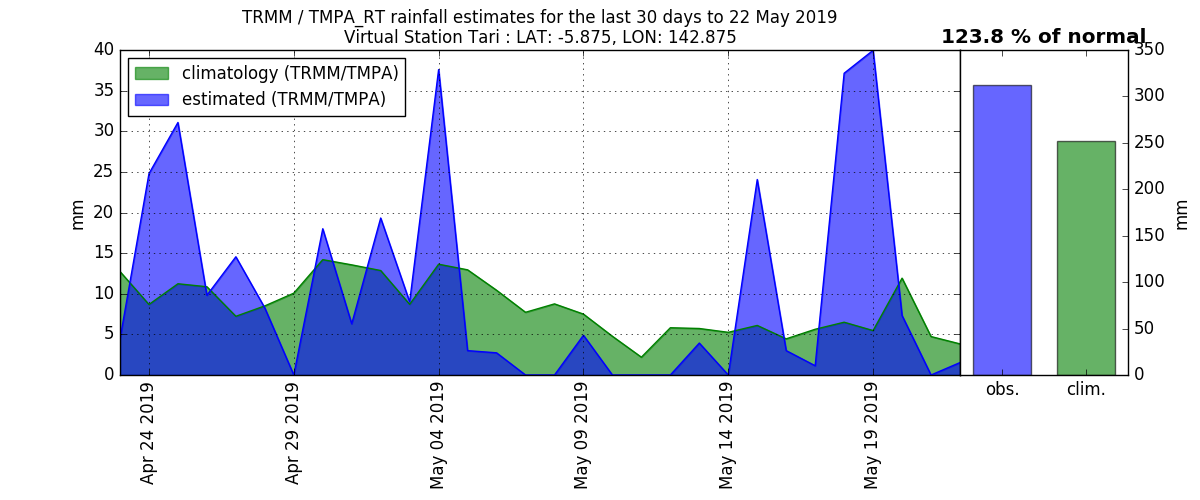 TRMM / TMPA_RT rainfall estimates for the last 30 days to 22 May 2019
Virtual Station Tari : LAT: -5.875, LON: 142.875
123.8 % of normal
climatology (TRMM/TMPA)
estimated (TRMM/TMPA)
mm
40
35
30
25
20
15
10
5
0
Apr 24 2019
Apr 29 2019
May 04 2019
May 09 2019
May 14 2019
May 19 2019
obs.
clim.
350
300
250
200
150
100
50
0
mm